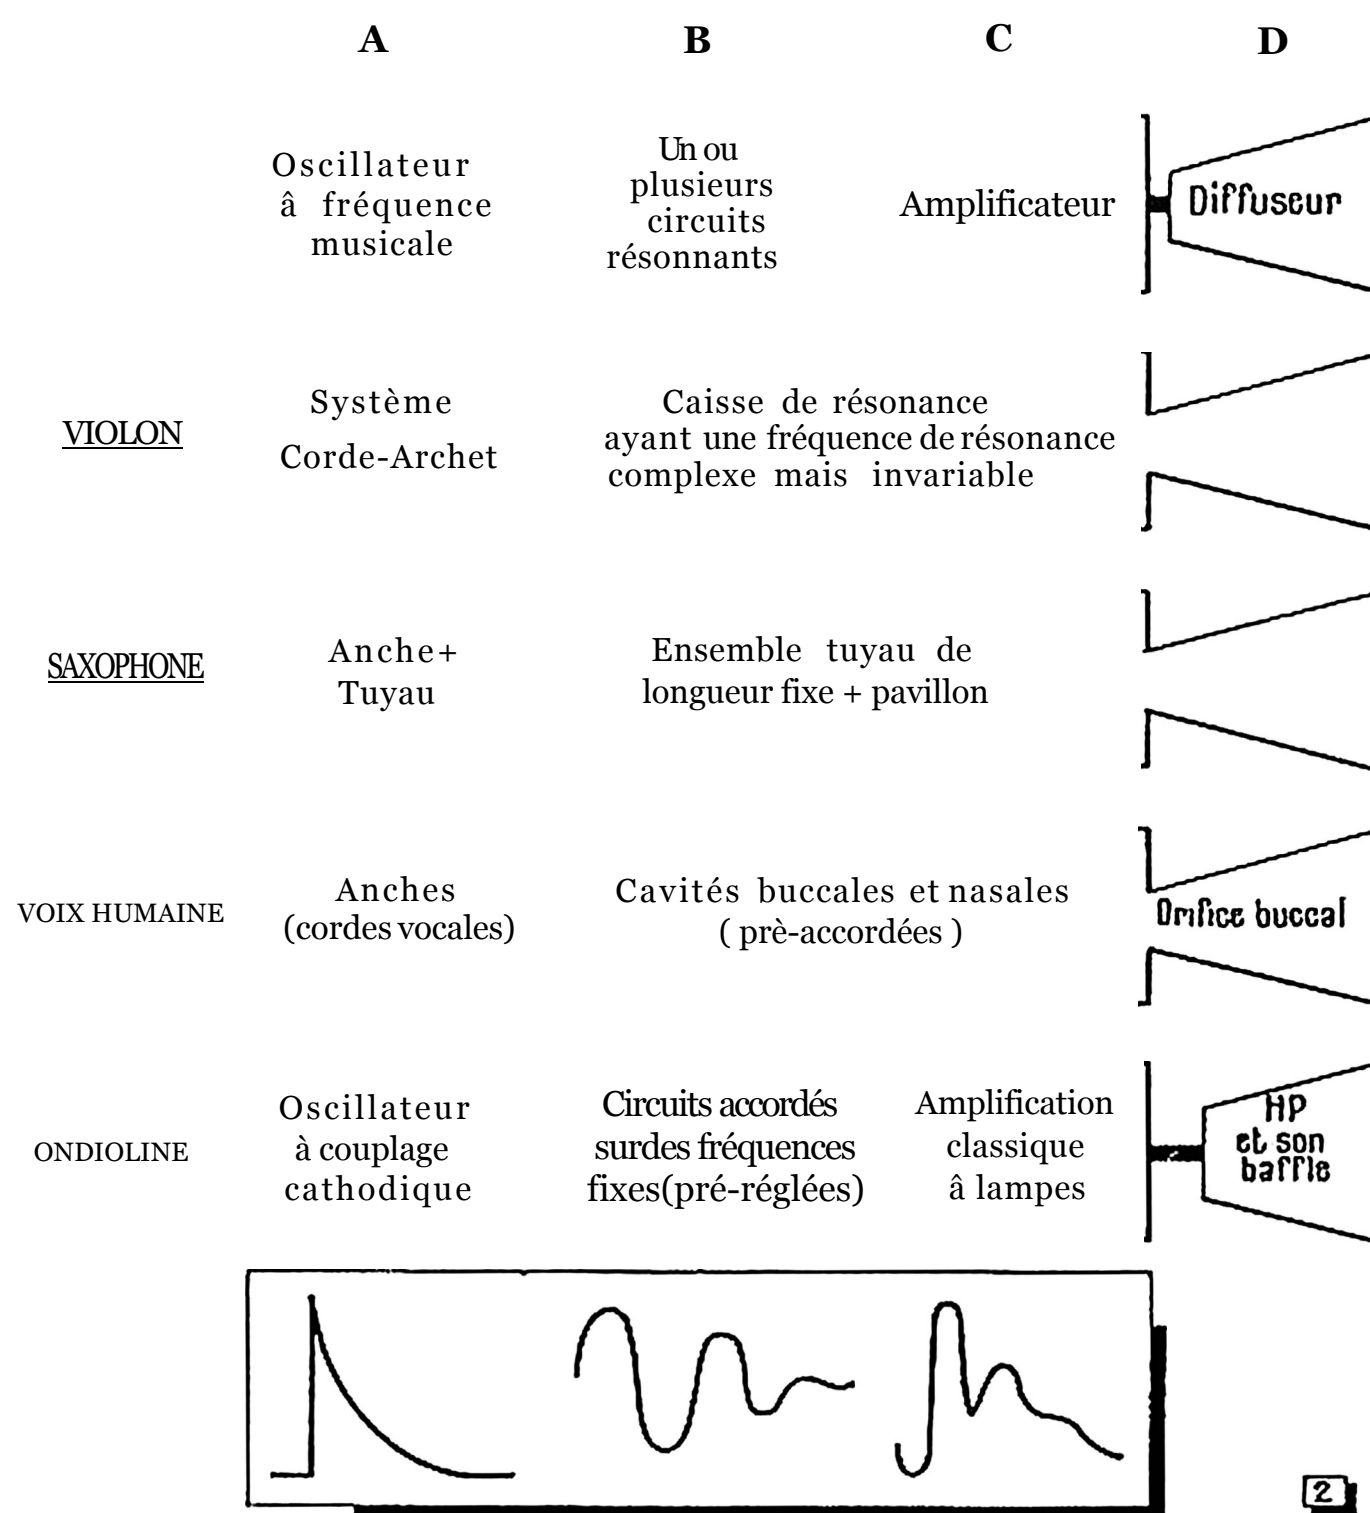 A B C D
Oscillateur
â fréquence
musicale
Un ou
plusieurs
circuits
résonnants
Amplificateur
Diffuseur
VIOLON
Système
Corde-Archet
Caisse de résonance
ayant une fréquence de résonance
complexe mais invariable
SAXOPHONE
Anche+
Tuyau
Ensemble tuyau de
longueur fixe + pavillon
VOIX HUMAINE
Anches
(cordes vocales)
Cavités buccales et nasales
( prè-accordées )
Orifice buccal
ONDIOLINE
Oscillateur
à couplage
cathodique
Circuits accordés
surdes fréquences
fixes(pré-réglées)
Amplification
classique
â lampes
HP
et son
baffle
2